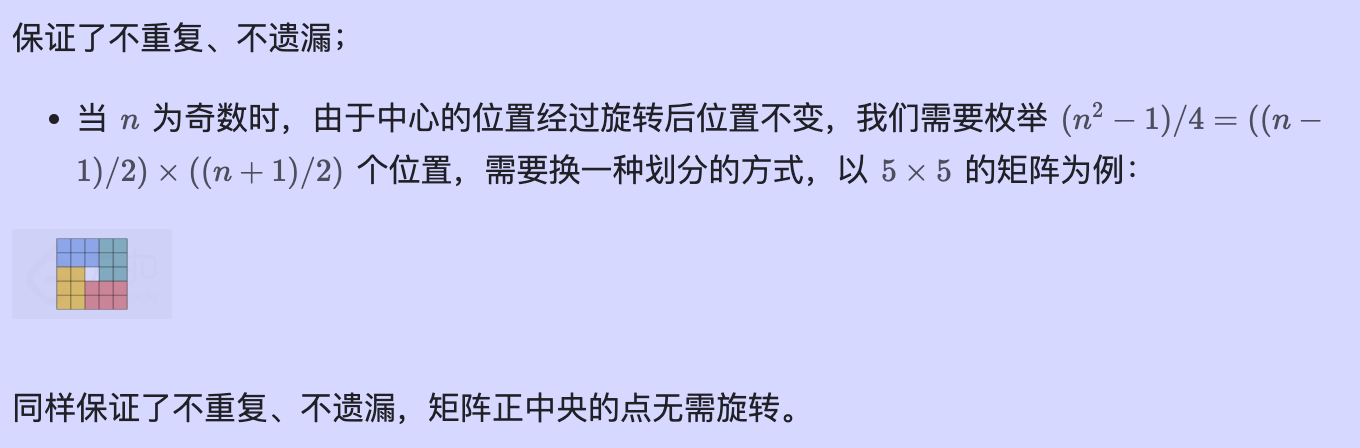 保证了不重复、不遗漏；
• 当 n 为奇数时，由于中心的位置经过旋转后位置不变，我们需要枚举 (n² − 1)/4 = ((n −
1)/2) × ((n + 1)/2) 个位置，需要换一种划分的方式，以 5 × 5 的矩阵为例：
同样保证了不重复、不遗漏，矩阵正中央的点无需旋转。